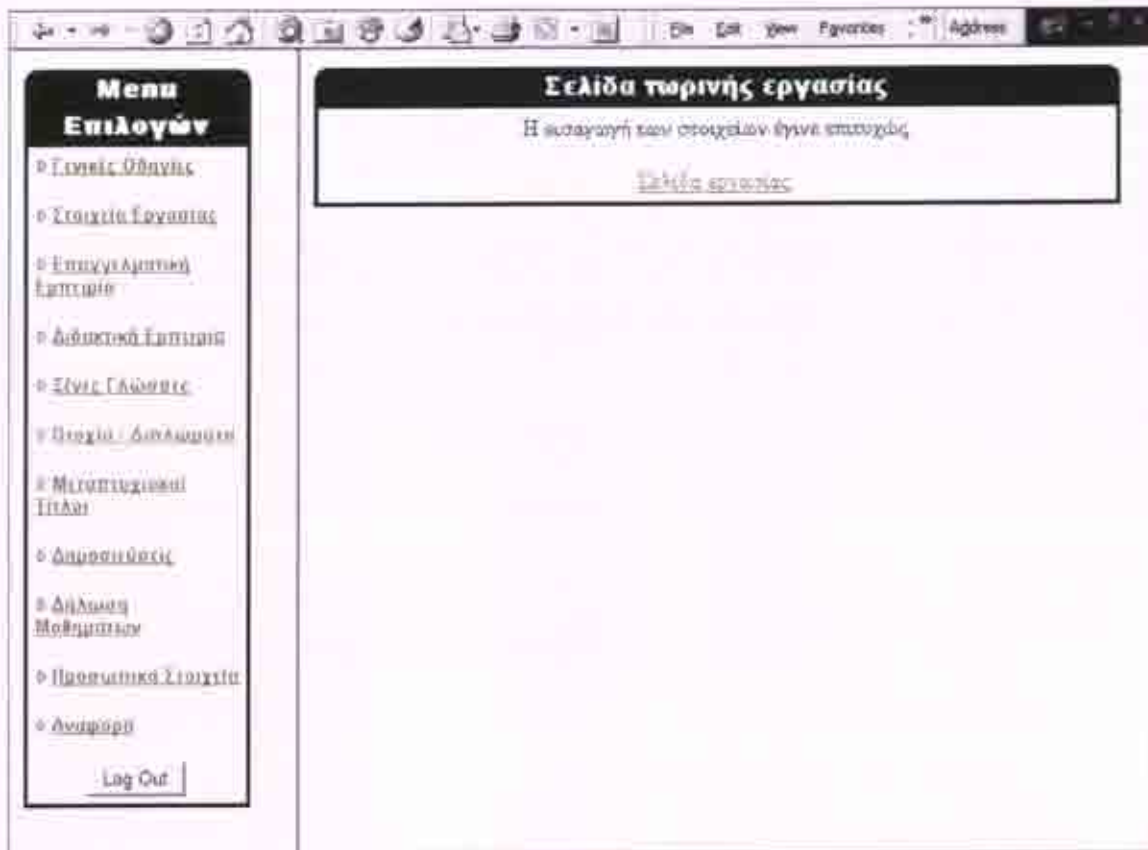 File Edit View Favorites » Address
Menu
Επιλογών
Γενικές Οδηγίες
Στοιχεία Εργασίας
Επαγγελματική
Εμπειρία
Διδακτική Εμπειρία
Ξένες Γλώσσες
Πτυχία - Διπλώματα
Μεταπτυχιακοί
Τίτλοι
Δημοσιεύσεις
Δήλωση
Μαθημάτων
Προσωπικά Στοιχεία
Αναφορά
Log Out
Σελίδα τωρινής εργασίας
Η εισαγωγή των στοιχείων έγινε επιτυχώς
Σελίδα εργασίας